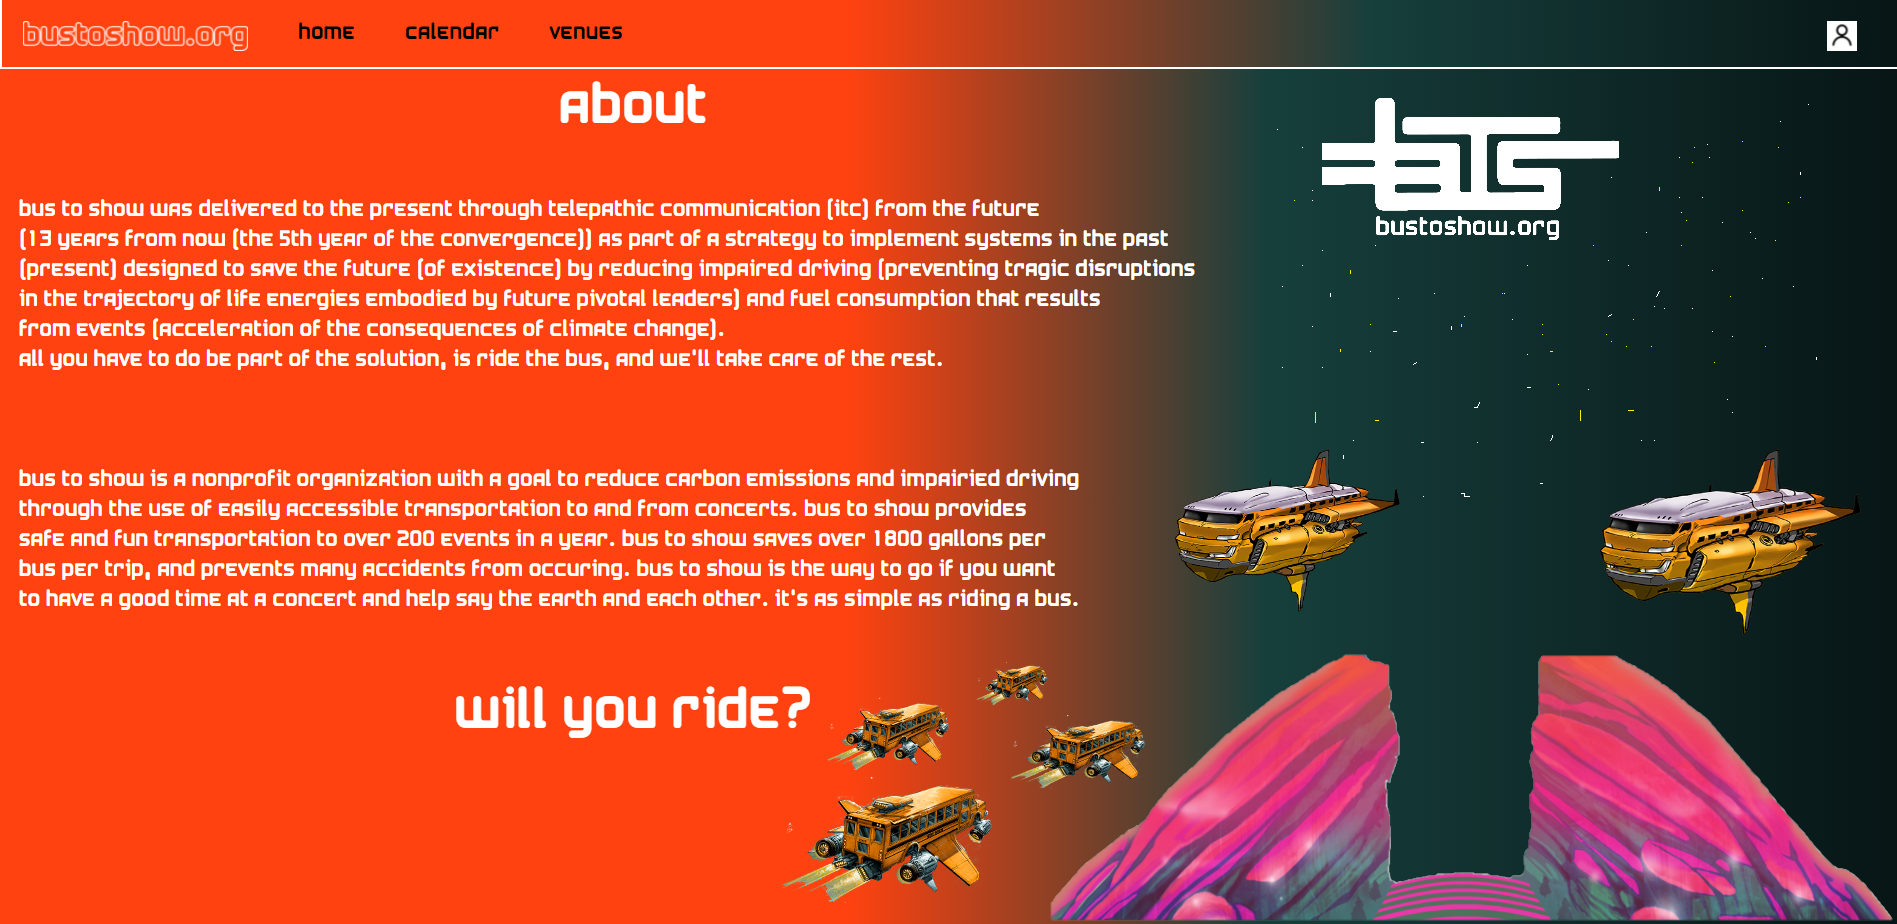 bustoshow.org
home
calendar
venues
About
bus to show was delivered to the present through telepathic communication (itc) from the future
(13 years from now (the 5th year of the convergence)) as part of a strategy to implement systems in the past
(present) designed to save the future (of existence) by reducing impaired driving (preventing tragic disruptions
in the trajectory of life energies embodied by future pivotal leaders) and fuel consumption that results
from events (acceleration of the consequences of climate change).
All you have to do be part of the solution, is ride the bus, and we'll take care of the rest.
bus to show is a nonprofit organization with a goal to reduce carbon emissions and impairied driving
through the use of easily accessible transportation to and from concerts. bus to show provides
safe and fun transportation to over 200 events in a year. bus to show saves over 1800 gallons per
bus per trip, and prevents many accidents from occuring. bus to show is the way to go if you want
to have a good time at a concert and help say the earth and each other. it's as simple as riding a bus.
will you ride?
bTS
bustoshow.org